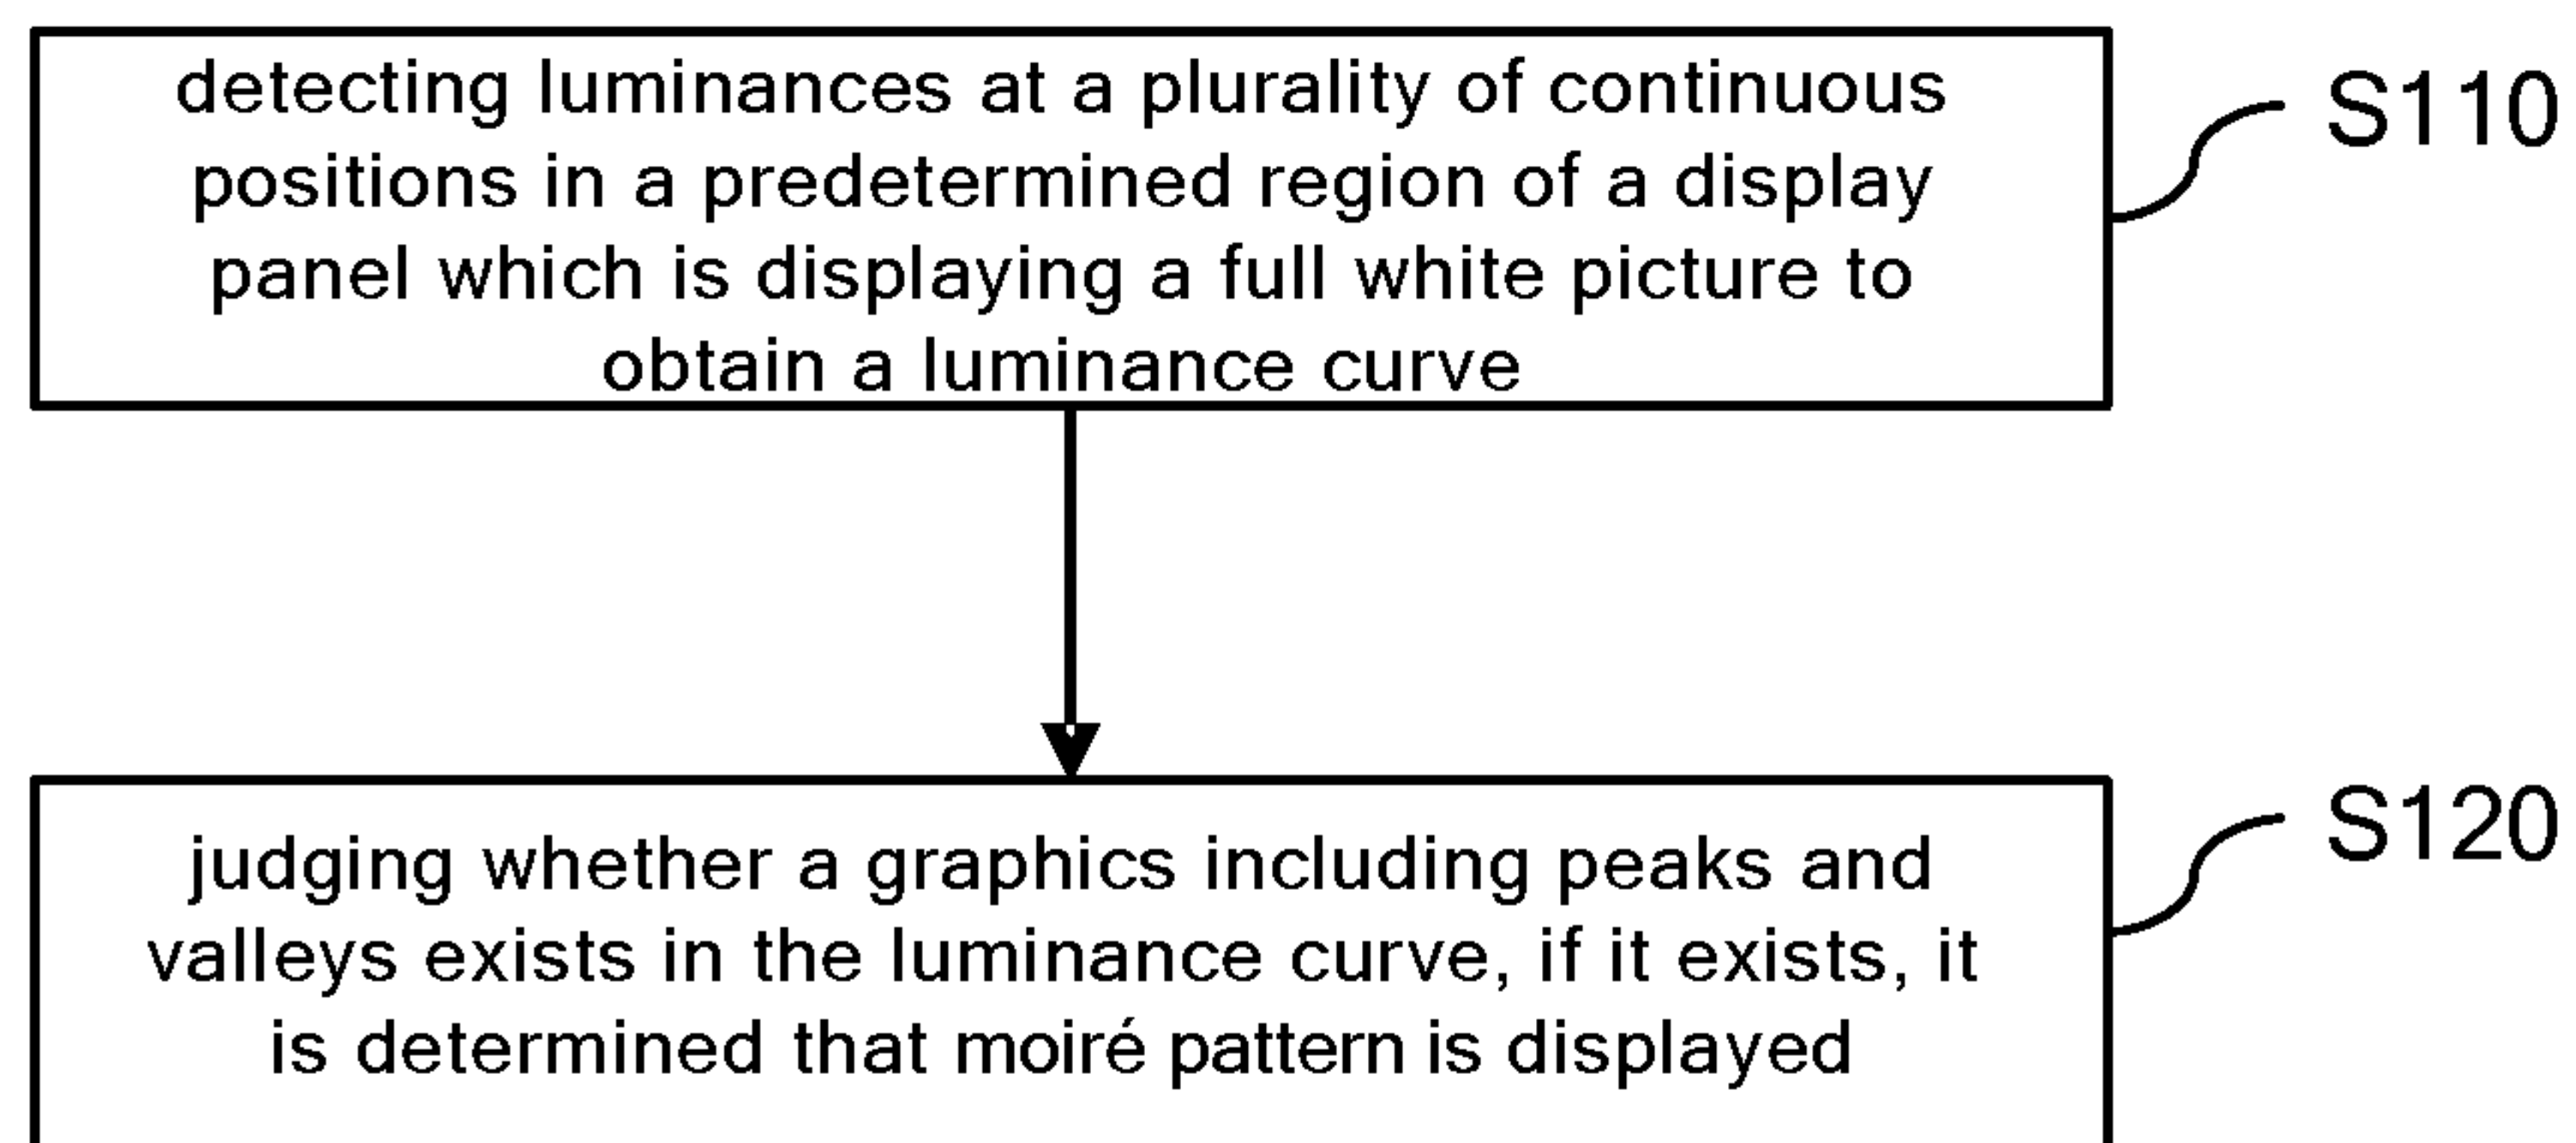 detecting luminances at a plurality of continuous
positions in a predetermined region of a display
panel which is displaying a full white picture to
obtain a luminance curve
S110
judging whether a graphics including peaks and
valleys exists in the luminance curve, if it exists, it
is determined that moiré pattern is displayed
S120